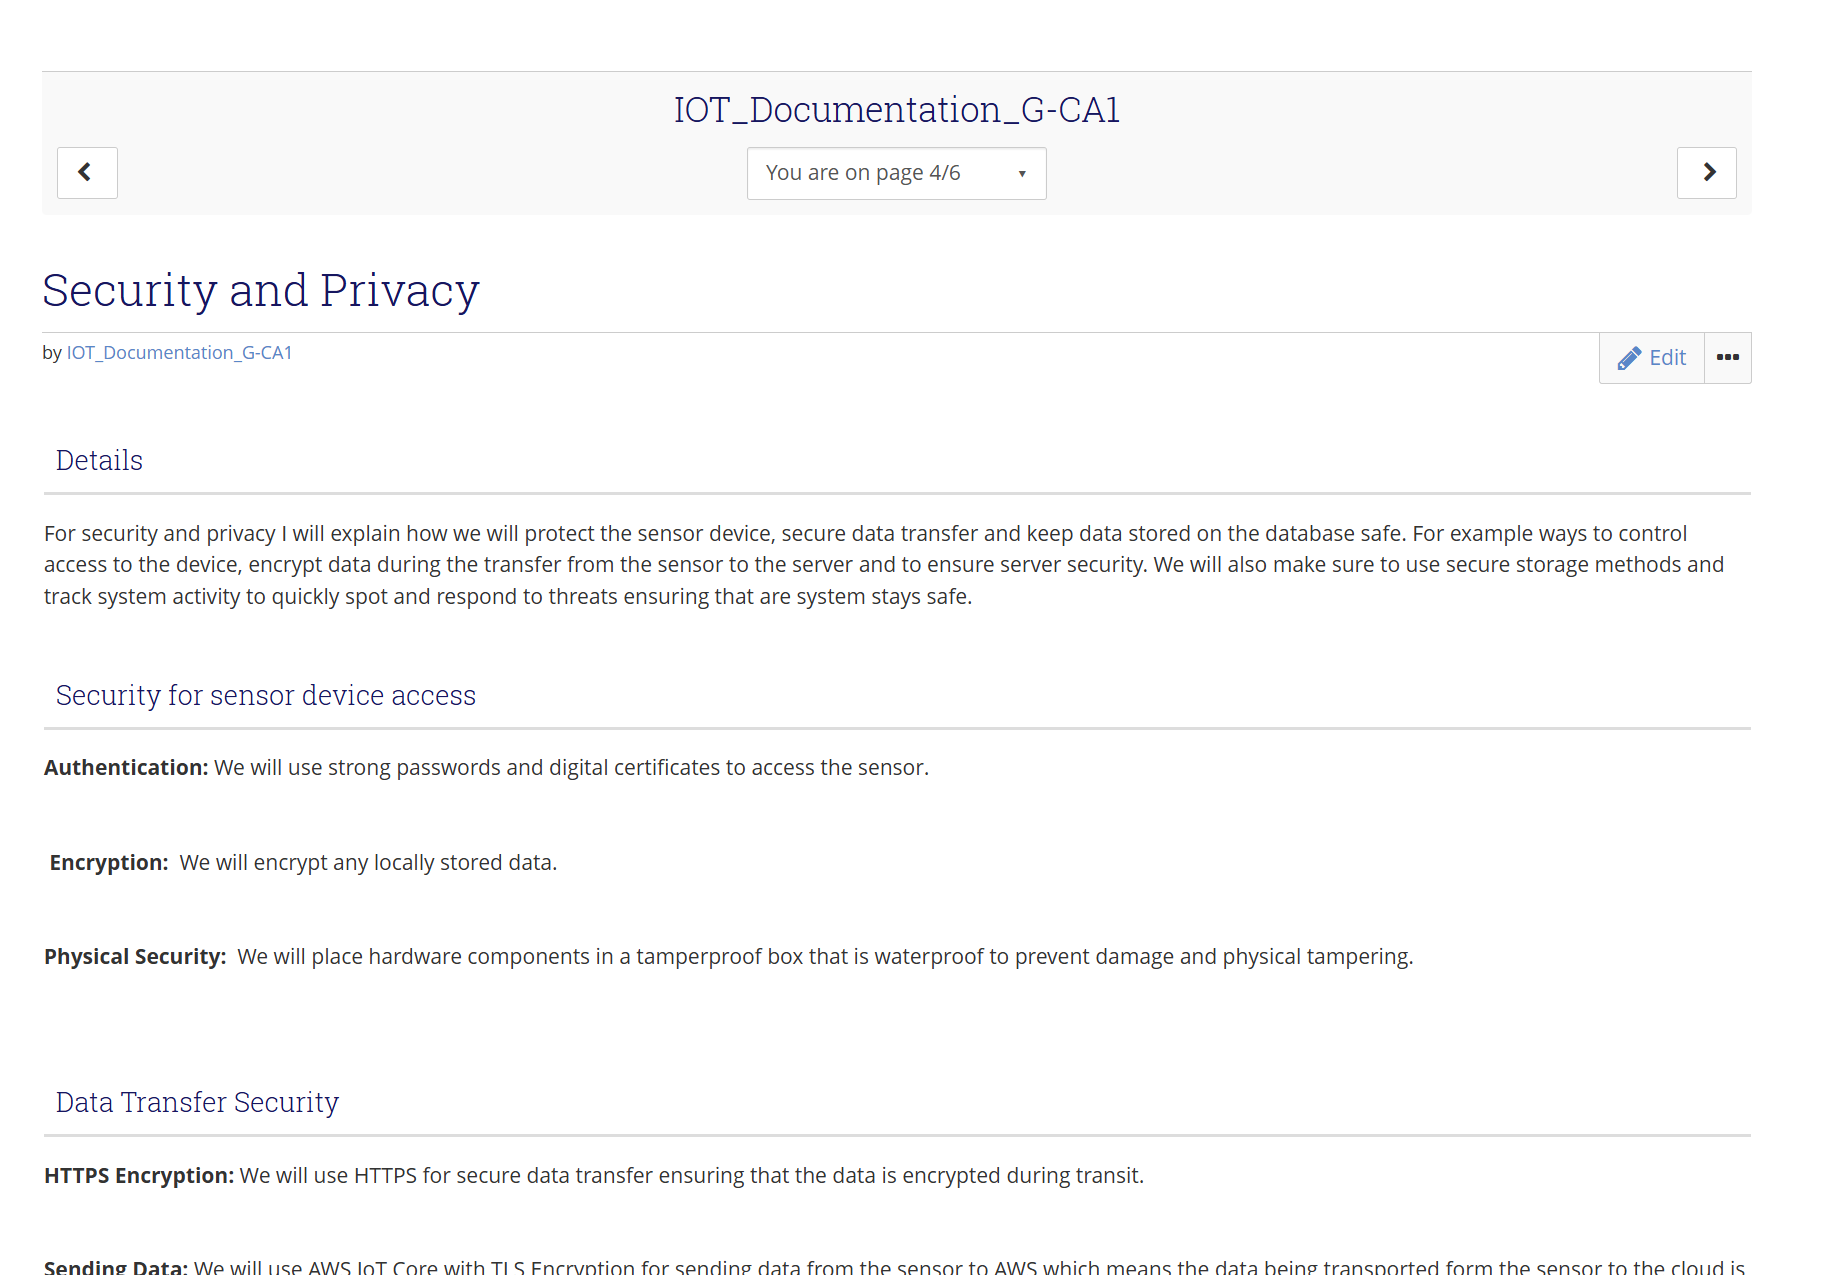 IOT_Documentation_G-CA1
You are on page 4/6
Security and Privacy
by IOT_Documentation_G-CA1
Edit
Details
For security and privacy I will explain how we will protect the sensor device, secure data transfer and keep data stored on the database safe. For example ways to control
access to the device, encrypt data during the transfer from the sensor to the server and to ensure server security. We will also make sure to use secure storage methods and
track system activity to quickly spot and respond to threats ensuring that are system stays safe.
Security for sensor device access
Authentication: We will use strong passwords and digital certificates to access the sensor.
Encryption: We will encrypt any locally stored data.
Physical Security: We will place hardware components in a tamperproof box that is waterproof to prevent damage and physical tampering.
Data Transfer Security
HTTPS Encryption: We will use HTTPS for secure data transfer ensuring that the data is encrypted during transit.
Sending Data: We will use AWS IoT Core with TLS Encryption for sending data from the sensor to AWS which means the data being transported form the sensor to the cloud is